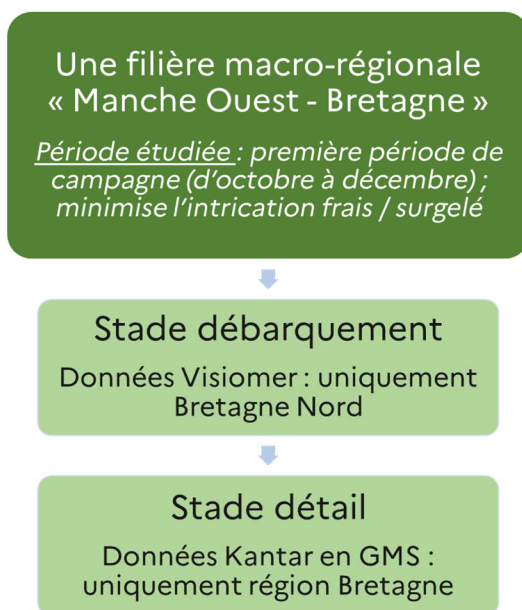 Une filière macro-régionale
« Manche Ouest - Bretagne »
Période étudiée : première période de
campagne (d'octobre à décembre) ;
minimise l'intrication frais / surgelé
Stade débarquement
Données Visiomer : uniquement
Bretagne Nord
Stade détail
Données Kantar en GMS :
uniquement région Bretagne